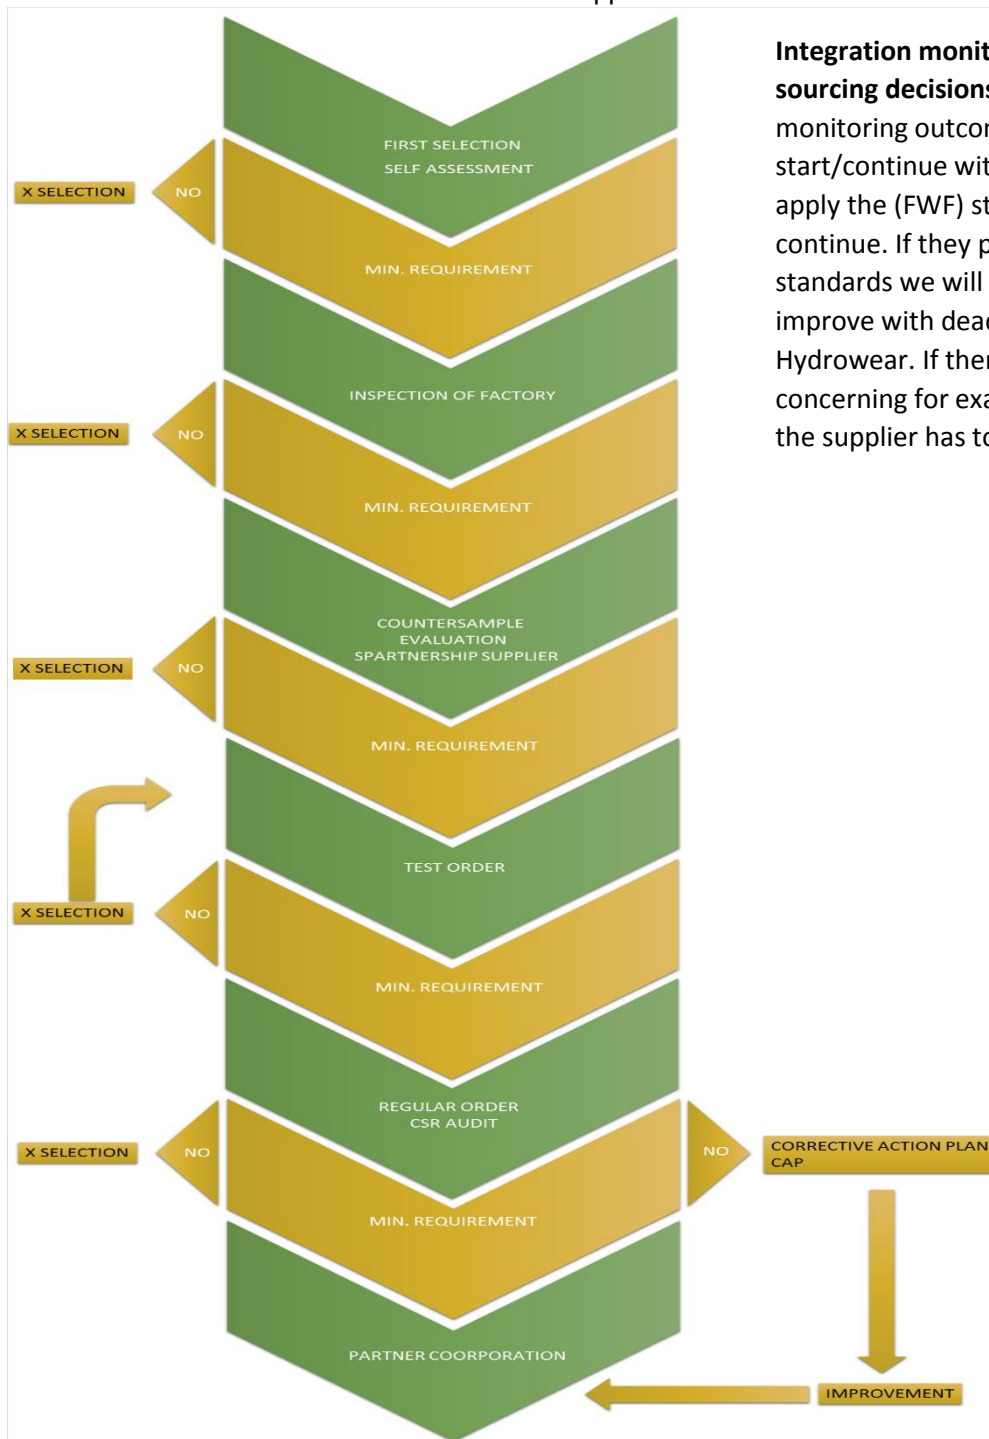 FIRST SELECTION
SELF ASSESSMENT
X SELECTION
NO
MIN. REQUIREMENT
INSPECTION OF FACTORY
X SELECTION
NO
MIN. REQUIREMENT
COUNTERSAMPLE
EVALUATION
SPARTNERSHIP SUPPLIER
X SELECTION
NO
MIN. REQUIREMENT
TEST ORDER
X SELECTION
NO
MIN. REQUIREMENT
REGULAR ORDER
CSR AUDIT
X SELECTION
NO
NO
CORRECTIVE ACTION PLAN
CAP
MIN. REQUIREMENT
PARTNER COORPORATION
IMPROVEMENT
Integration monit
sourcing decisions
monitoring outcor
start/continue wit
apply the (FWF) st
continue. If they p
standards we will
improve with dead
Hydrowear. If ther
concerning for exa
the supplier has to